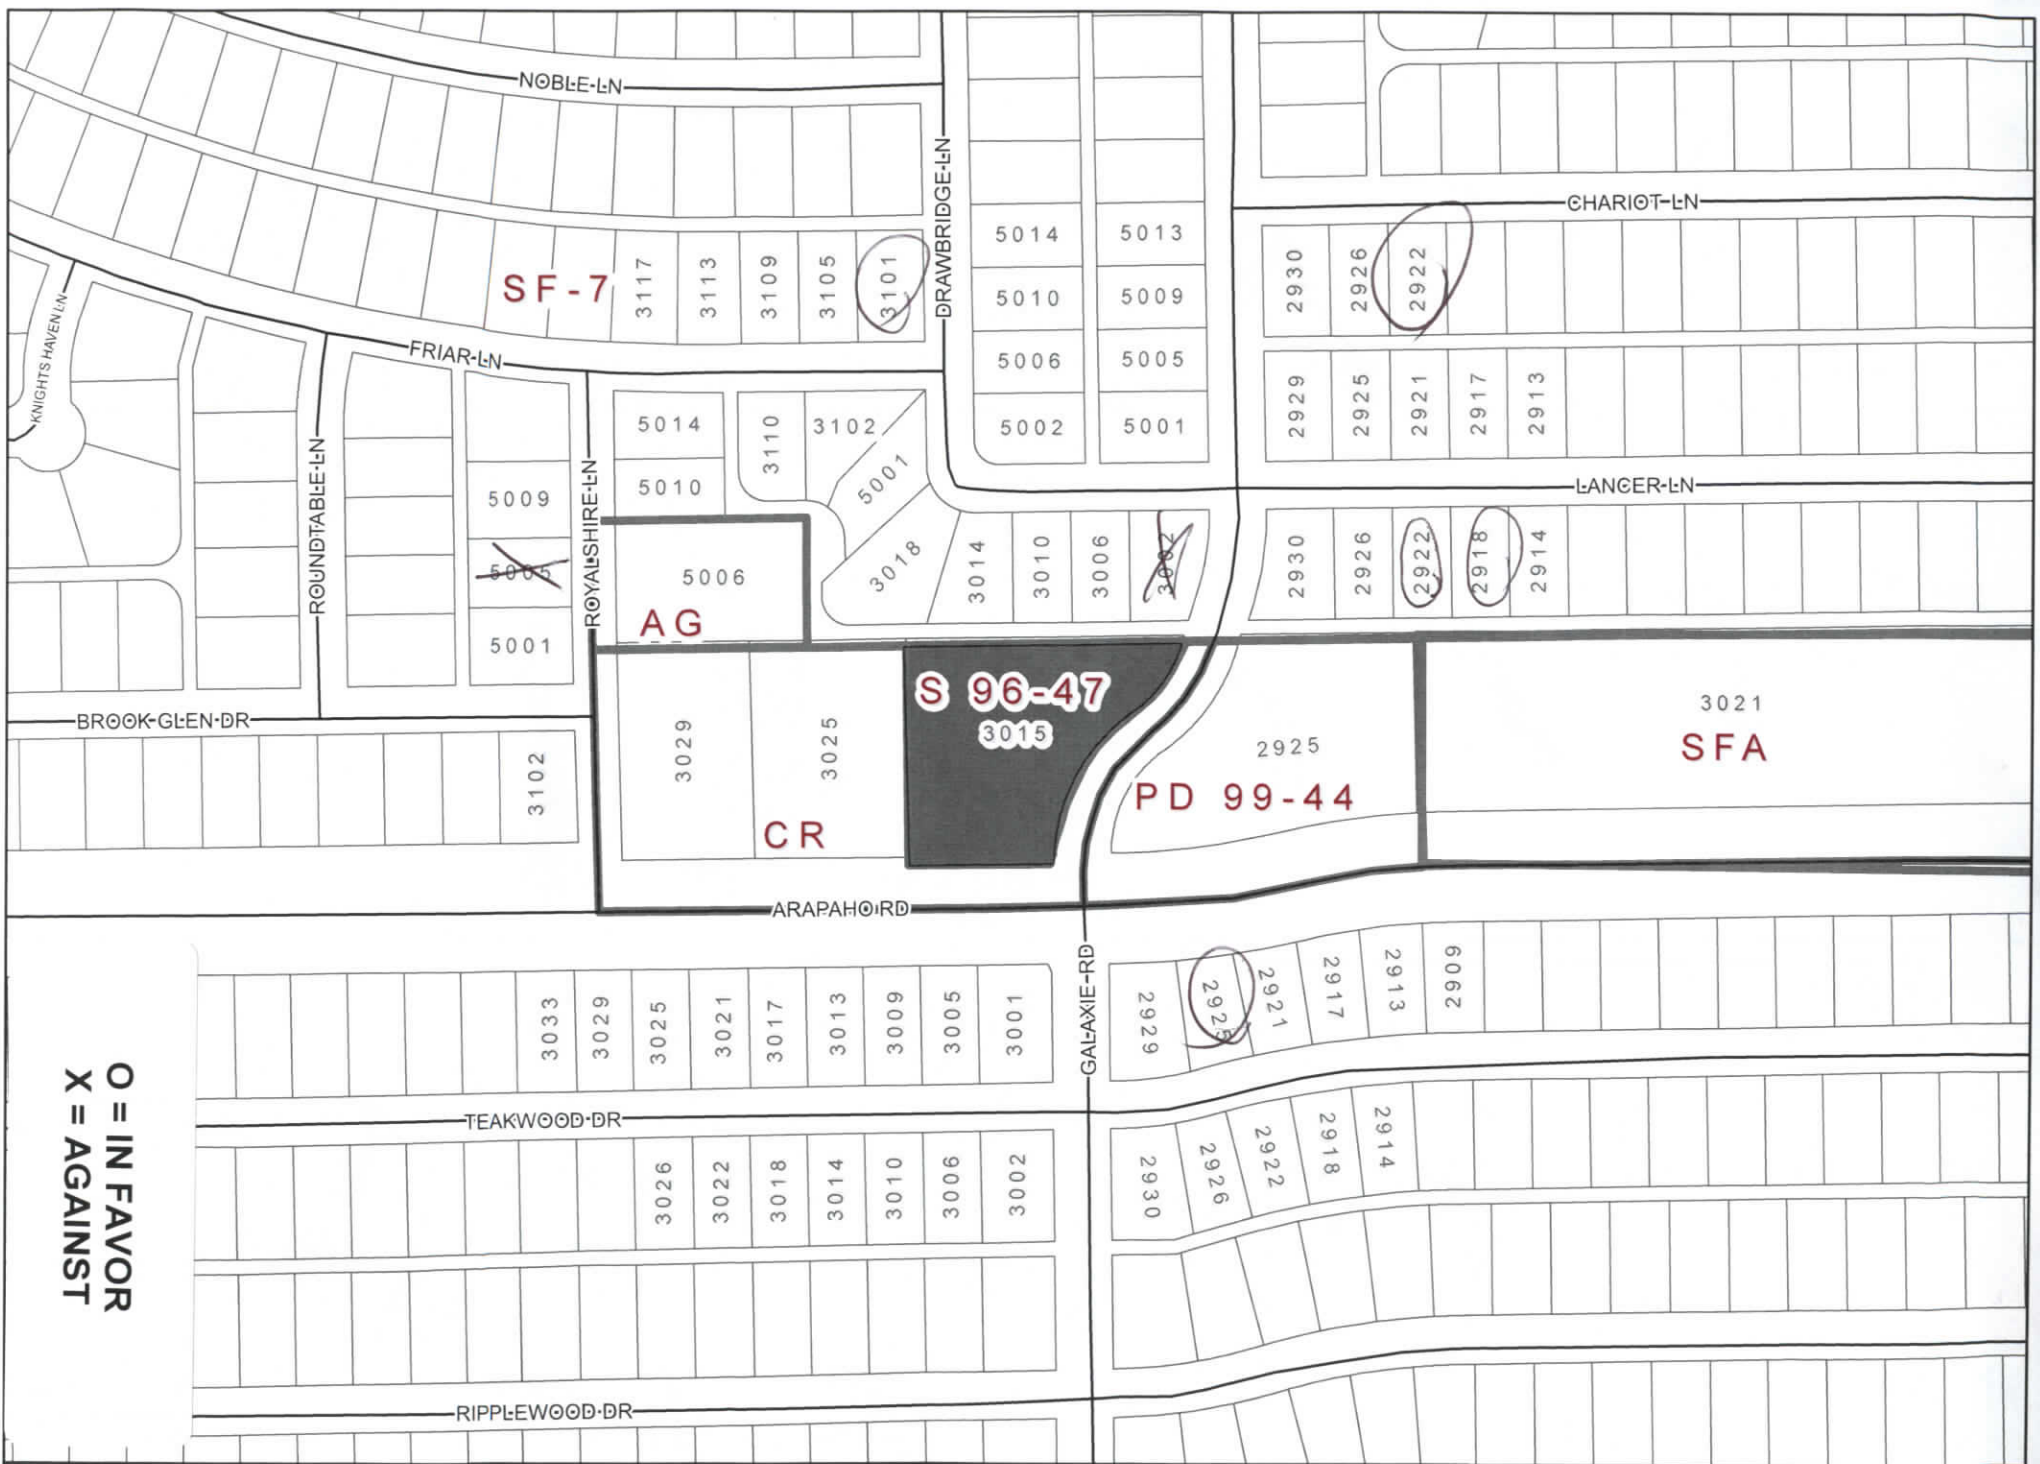 NOBLE LN
DRAWBRIDGE LN
CHARIOT LN
5014 5013
SF-7 3117 3113 3109 3105 3101
2930 2926 2922
5010 5009
KNIGHTS HAVEN LN
FRIAR LN
5006 5005
2929 2925 2921 2917 2913
5014 3110 3102
5002 5001
5001
5010
ROUNDTABLE LN
ROYALSHIRE LN
LANCER LN
5009
5005
5006
3018 3014 3010 3006 3002
2930 2926 2922 2918 2914
AG
5001
S 96-47
3015
BROOK GLEN DR
3029 3025
2925
3021
SFA
3102
PD 99-44
CR
ARAPAHO RD
GALAXIE RD
2929 2925 2921 2917 2913 2909
3033 3029 3025 3021 3017 3013 3009 3005 3001
TEAKWOOD DR
3026 3022 3018 3014 3010 3006 3002
2930 2926 2922 2918 2914
O = IN FAVOR
X = AGAINST
RIPPLEWOOD DR